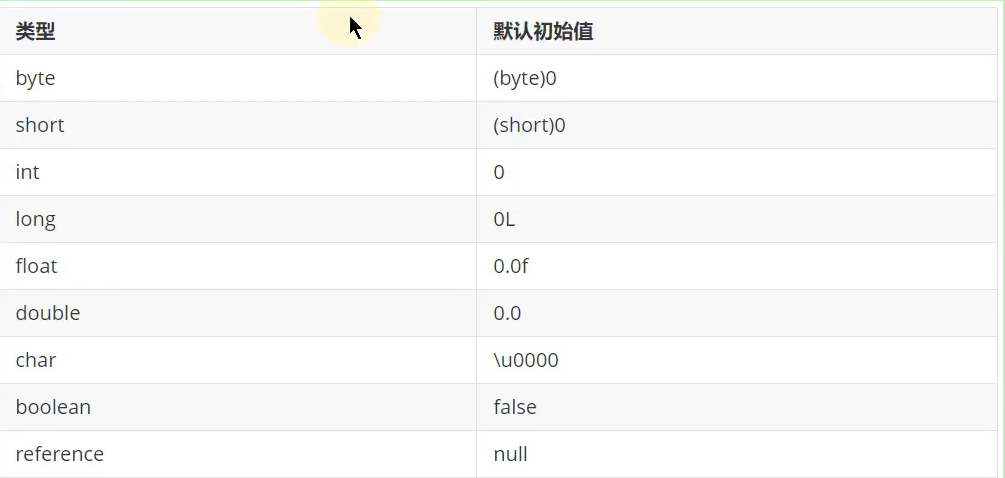 类型 默认初始值
byte (byte)0
short (short)0
int 0
long 0L
float 0.0f
double 0.0
char \u0000
boolean false
reference null